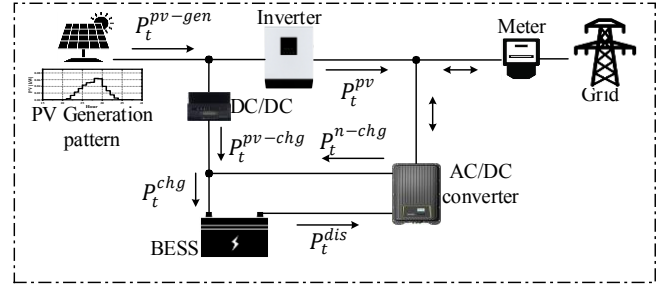 P_t^{pv-gen}
Inverter
Meter
P_t^{pv}
Grid
DC/DC
PV Generation
pattern
P_t^{pv-chg}
P_t^{n-chg}
P_t^{chg}
AC/DC
converter
BESS
P_t^{dis}